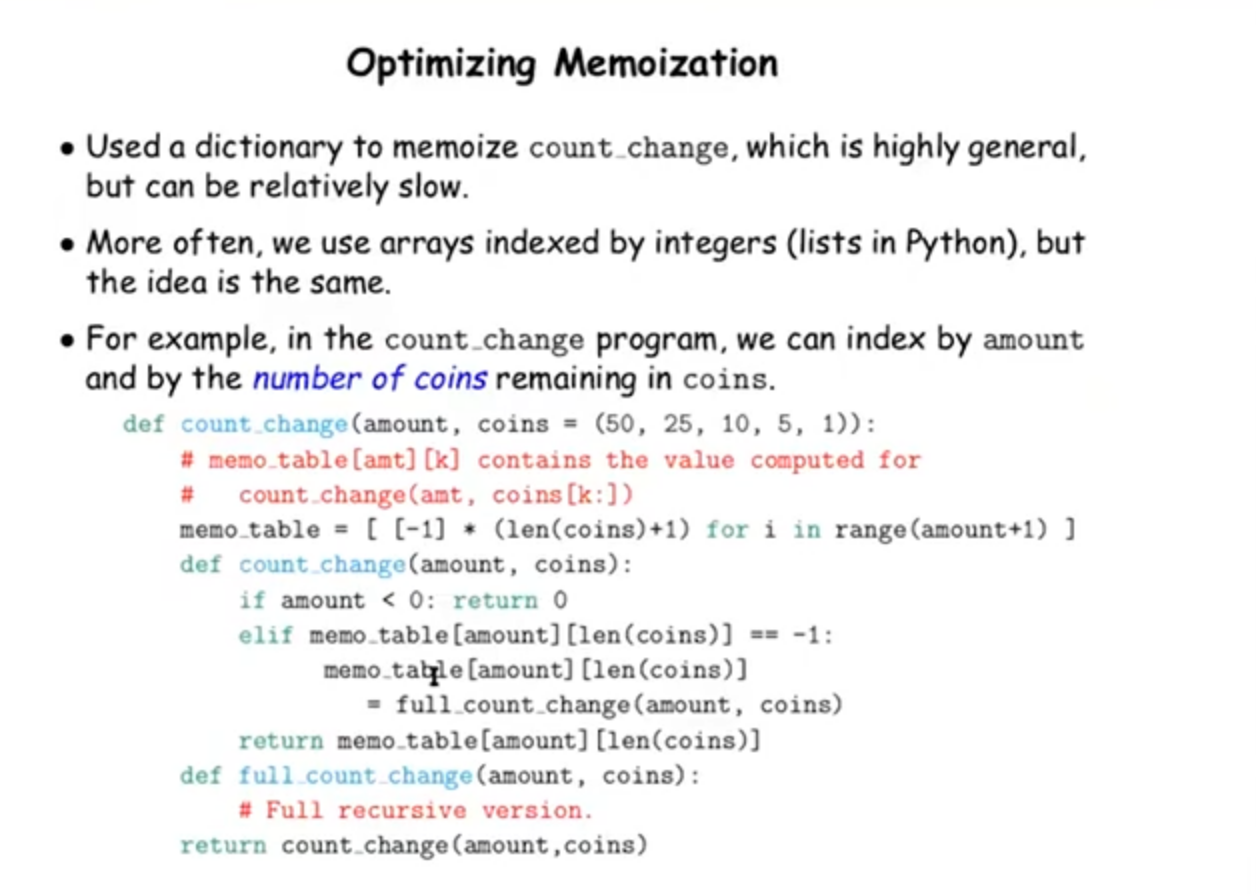 Optimizing Memoization
• Used a dictionary to memoize count_change, which is highly general,
but can be relatively slow.
• More often, we use arrays indexed by integers (lists in Python), but
the idea is the same.
• For example, in the count_change program, we can index by amount
and by the number of coins remaining in coins.
def count_change(amount, coins = (50, 25, 10, 5, 1)):
    # memo_table[amt][k] contains the value computed for
    #   count_change(amt, coins[k:])
    memo_table = [ [-1] * (len(coins)+1) for i in range(amount+1) ]
    def count_change(amount, coins):
        if amount < 0: return 0
        elif memo_table[amount][len(coins)] == -1:
              memo_table[amount][len(coins)]
                 = full_count_change(amount, coins)
        return memo_table[amount][len(coins)]
    def full_count_change(amount, coins):
        # Full recursive version.
    return count_change(amount,coins)